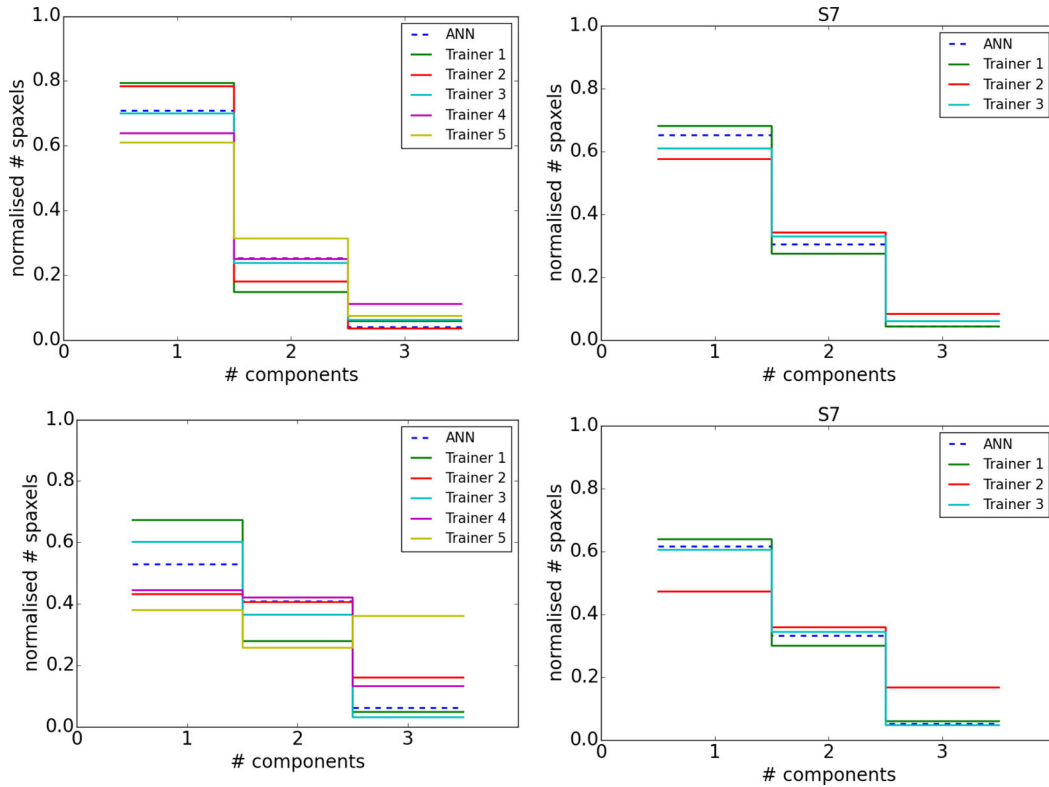 1.0
0.8
0.6
0.4
0.2
0.0
0
1
2
3
normalised # spaxels
# components
ANN
Trainer 1
Trainer 2
Trainer 3
Trainer 4
Trainer 5
S7
1.0
0.8
0.6
0.4
0.2
0.0
0
1
2
3
normalised # spaxels
# components
ANN
Trainer 1
Trainer 2
Trainer 3
1.0
0.8
0.6
0.4
0.2
0.0
0
1
2
3
normalised # spaxels
# components
ANN
Trainer 1
Trainer 2
Trainer 3
Trainer 4
Trainer 5
S7
1.0
0.8
0.6
0.4
0.2
0.0
0
1
2
3
normalised # spaxels
# components
ANN
Trainer 1
Trainer 2
Trainer 3